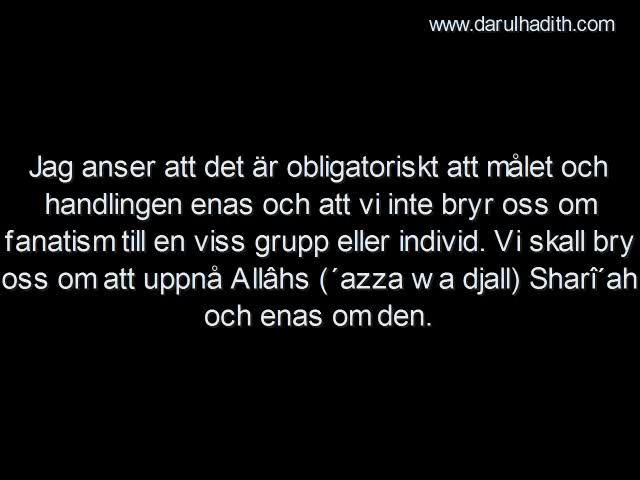 www.darulhadith.com
Jag anser att det är obligatoriskt att målet och
handlingen enas och att vi inte bryr oss om
fanatism till en viss grupp eller individ. Vi skall bry
oss om att uppnå Allâhs (´azza wa djall) Sharî´ah
och enas om den.